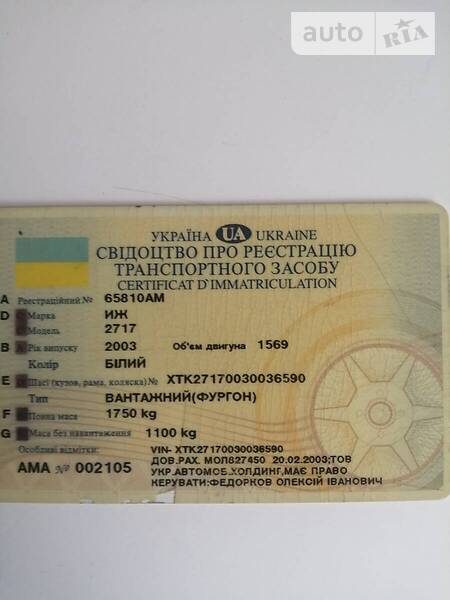 auto RIA
УКРАЇНА UA UKRAINE
СВІДОЦТВО ПРО РЕЄСТРАЦІЮ
ТРАНСПОРТНОГО ЗАСОБУ
CERTIFICAT D'IMMATRICULATION
A Реєстраційний № 65810АМ
D Марка ИЖ
Модель 2717
B Рік випуску 2003 Об'єм двигуна 1569
Колір БІЛИЙ
E Шасі (кузов, рама, коляска) № XTK27170030036590
Тип ВАНТАЖНИЙ(ФУРГОН)
F Повна маса 1750 kg
G Маса без навантаження 1100 kg
Особливі відмітки: VIN- XTK27170030036590
ДОВ.РАХ. МОЛ827450 20.02.2003;ТОВ
АМА № 002105 УКР.АВТОМОБ.ХОЛДИНГ,МАЄ ПРАВО
КЕРУВАТИ:ФЕДОРКОВ ОЛЕКСІЙ ІВАНОВИЧ